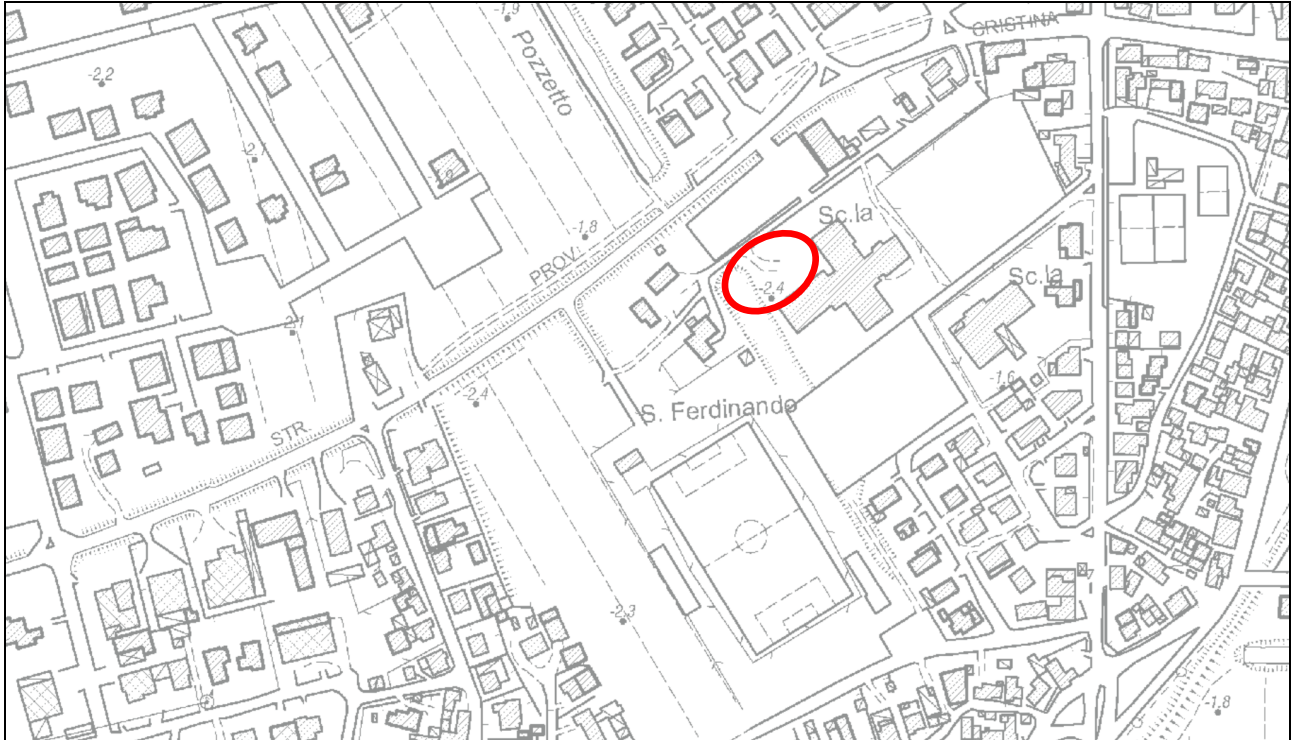 -1,9
CRISTINA
Pozzetto
-2,2
-2,1
-1,8
PROV.
Sc.la
-2,4
Sc.la
-2,1
-1,6
-2,4
S. Ferdinando
STR.
-2,3
-1,8